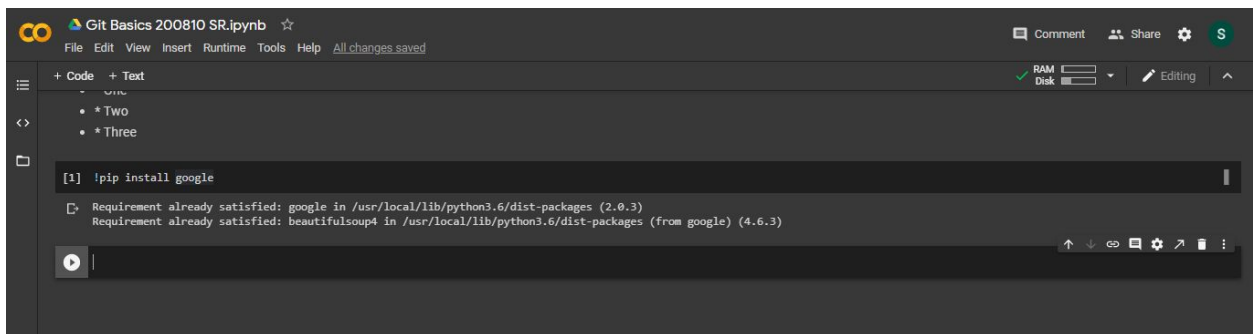 CO
Git Basics 200810 SR.ipynb
Comment Share S
File Edit View Insert Runtime Tools Help All changes saved
+ Code + Text
RAM
Disk
Editing
* One
* Two
* Three
[1] !pip install google
Requirement already satisfied: google in /usr/local/lib/python3.6/dist-packages (2.0.3)
Requirement already satisfied: beautifulsoup4 in /usr/local/lib/python3.6/dist-packages (from google) (4.6.3)